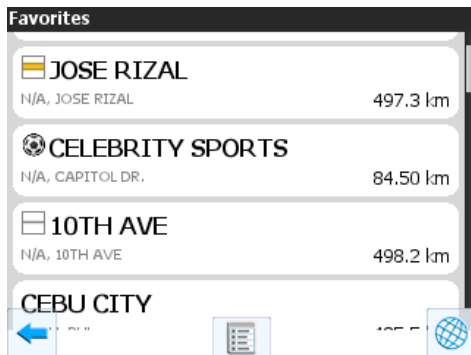 Favorites
JOSE RIZAL
N/A, JOSE RIZAL
497.3 km
CELEBRITY SPORTS
N/A, CAPITOL DR.
84.50 km
10TH AVE
N/A, 10TH AVE
498.2 km
CEBU CITY